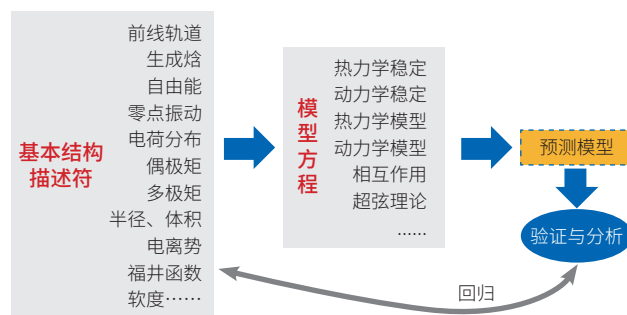 基本结构
描述符
前线轨道
生成焓
自由能
零点振动
电荷分布
偶极矩
多极矩
半径、体积
电离势
福井函数
软度……
模
型
方
程
热力学稳定
动力学稳定
热力学模型
动力学模型
相互作用
超弦理论
......
预测模型
验证与分析
回归